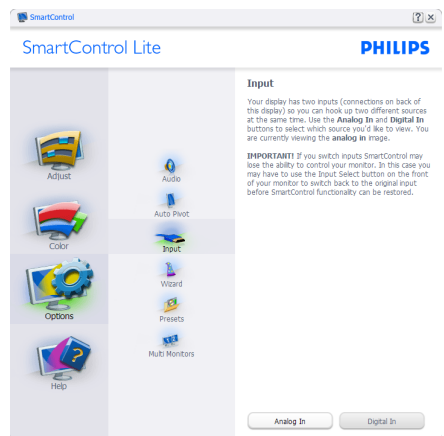 SmartControl
SmartControl Lite
PHILIPS
Adjust
Color
Options
Help
Audio
Auto Pivot
Input
Wizard
Presets
Multi Monitors
Input
Your display has two inputs (connections on back of
this display) so you can hook up two different sources
at the same time. Use the Analog In and Digital In
buttons to select which source you'd like to view. You
are currently viewing the analog in image.
IMPORTANT! If you switch inputs SmartControl may
lose the ability to control your monitor. In this case you
may have to use the Input Select button on the front
of your monitor to switch back to the original input
before SmartControl functionality can be restored.
Analog In
Digital In